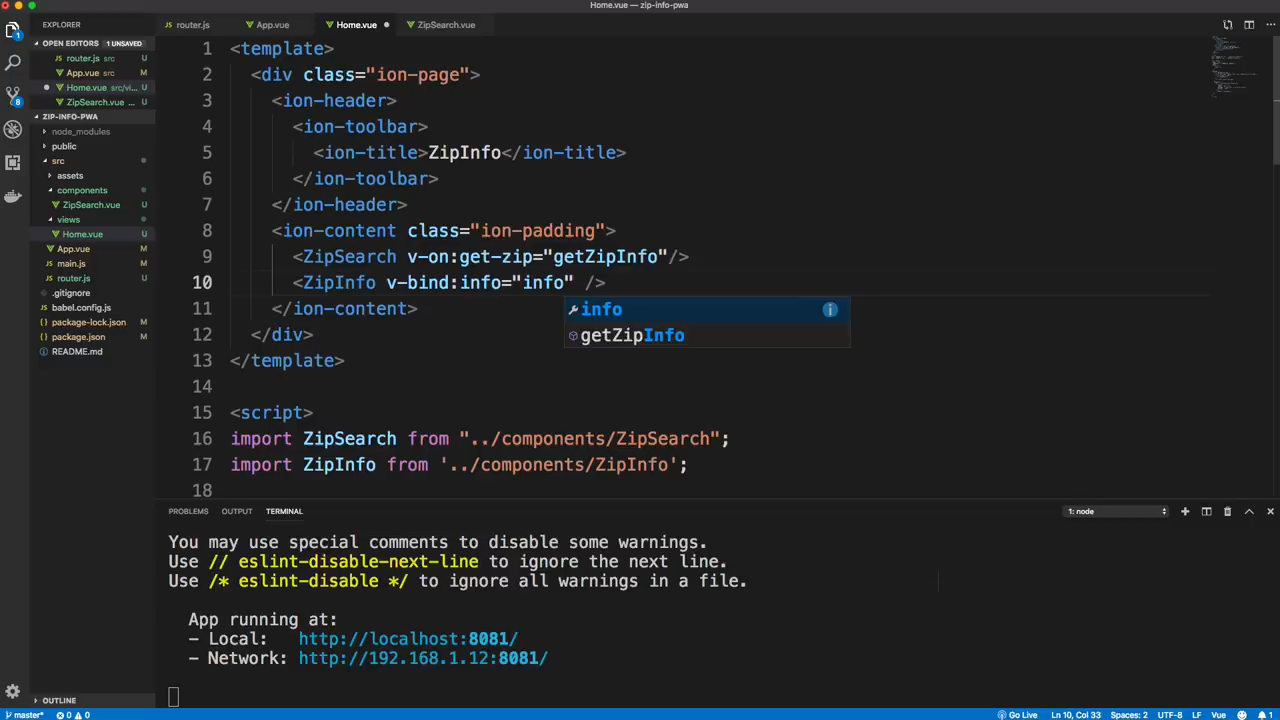 Home.vue — zip-info-pwa
EXPLORER
router.js
App.vue
Home.vue
ZipSearch.vue
OPEN EDITORS 1 UNSAVED
JS router.js U
App.vue src M
Home.vue src/vi... U
ZipSearch.vue ... U
ZIP-INFO-PWA
node_modules
public
src
assets
components
ZipSearch.vue U
views
Home.vue U
App.vue M
JS main.js M
JS router.js U
.gitignore
babel.config.js
package-lock.json M
package.json M
README.md
OUTLINE
JS
1
8
1 <template>
2 <div class="ion-page">
3 <ion-header>
4 <ion-toolbar>
5 <ion-title>ZipInfo</ion-title>
6 </ion-toolbar>
7 </ion-header>
8 <ion-content class="ion-padding">
9 <ZipSearch v-on:get-zip="getZipInfo"/>
10 <ZipInfo v-bind:info="info" />
11 </ion-content>
info
getZipInfo
12 </div>
13 </template>
14
15 <script>
16 import ZipSearch from "../components/ZipSearch";
17 import ZipInfo from '../components/ZipInfo';
18
PROBLEMS OUTPUT TERMINAL
1: node
You may use special comments to disable some warnings.
Use // eslint-disable-next-line to ignore the next line.
Use /* eslint-disable */ to ignore all warnings in a file.
App running at:
- Local: http://localhost:8081/
- Network: http://192.168.1.12:8081/
master* 0 0
Go Live Ln 10, Col 33 Spaces: 2 UTF-8 LF Vue 1